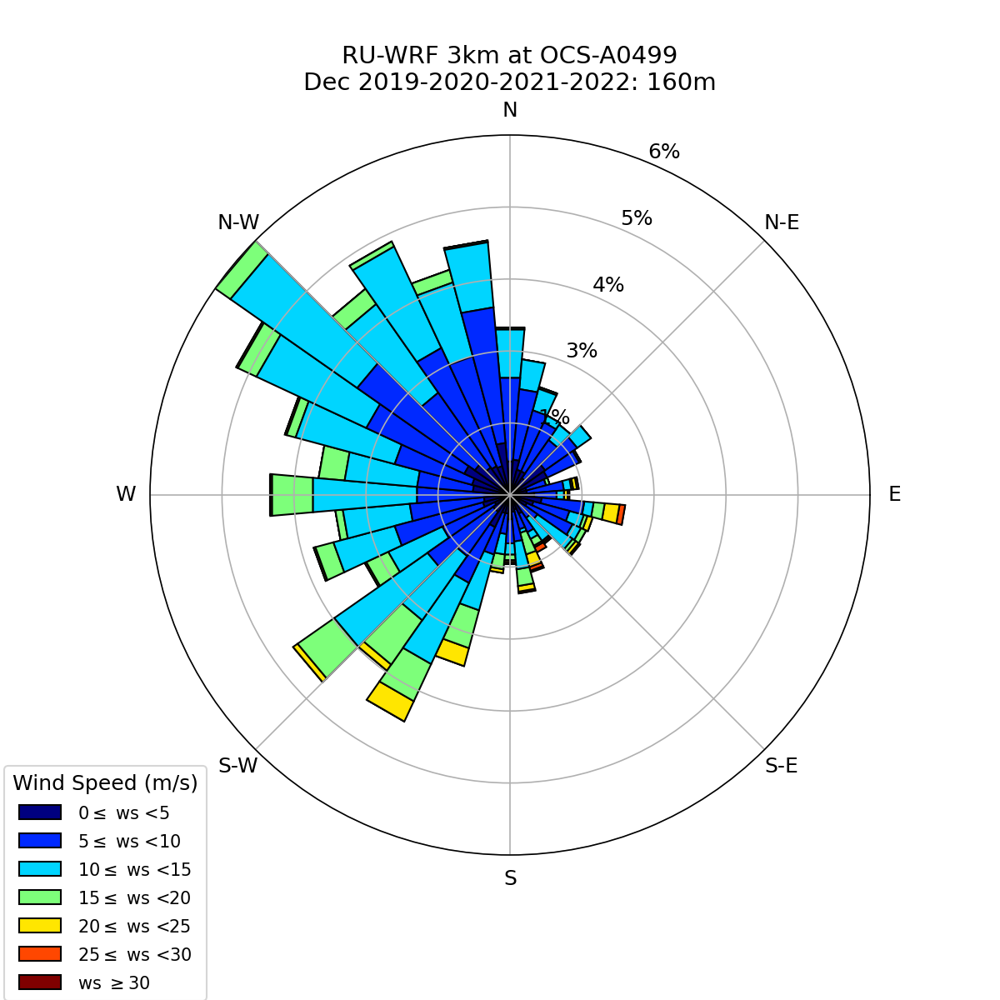 RU-WRF 3km at OCS-A0499
Dec 2019-2020-2021-2022: 160m
N
6%
N-W
5%
N-E
4%
3%
1%
W
E
S-W
S-E
S
Wind Speed (m/s)
0 ≤ ws <5
5 ≤ ws <10
10 ≤ ws <15
15 ≤ ws <20
20 ≤ ws <25
25 ≤ ws <30
ws ≥ 30